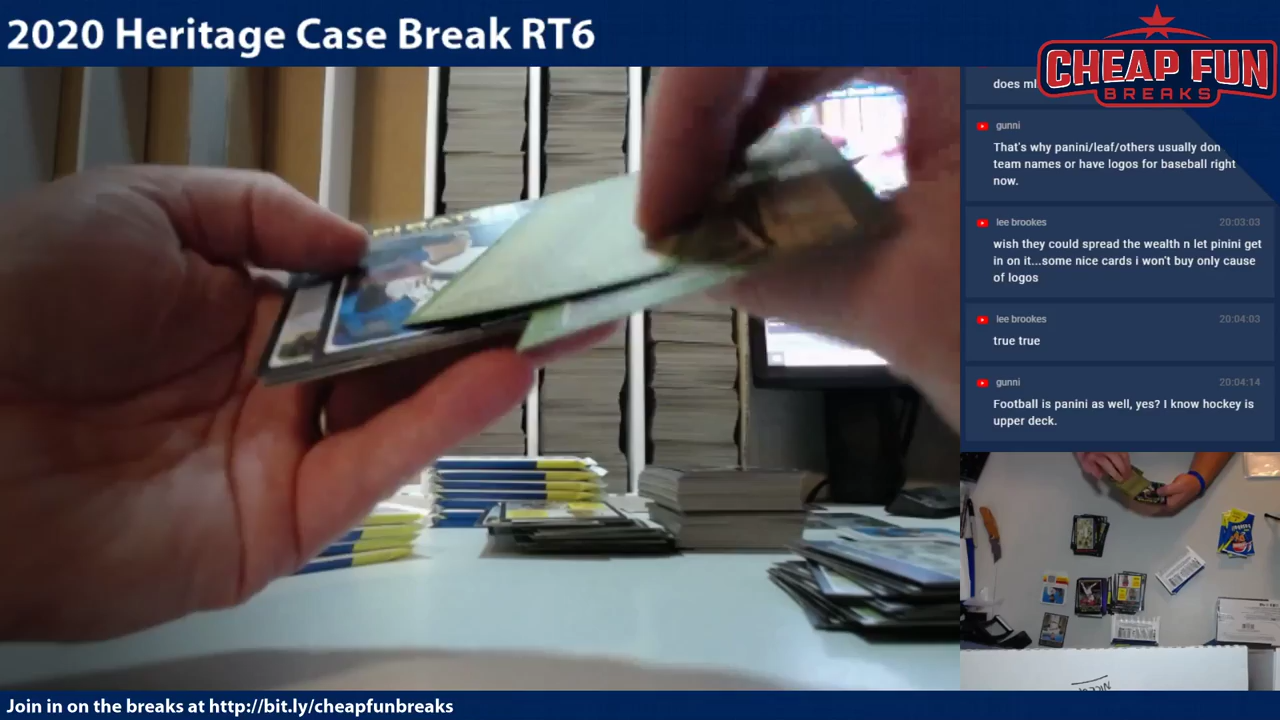 2020 Heritage Case Break RT6
CHEAP FUN
BREAKS
does
gunni
That's why panini/leaf/others usually don
team names or have logos for baseball right
now.
lee brookes 20:03:03
wish they could spread the wealth n let pinini get
in on it...some nice cards i won't buy only cause
of logos
lee brookes 20:04:03
true true
gunni 20:04:14
Football is panini as well, yes? I know hockey is
upper deck.
Join in on the breaks at http://bit.ly/cheapfunbreaks